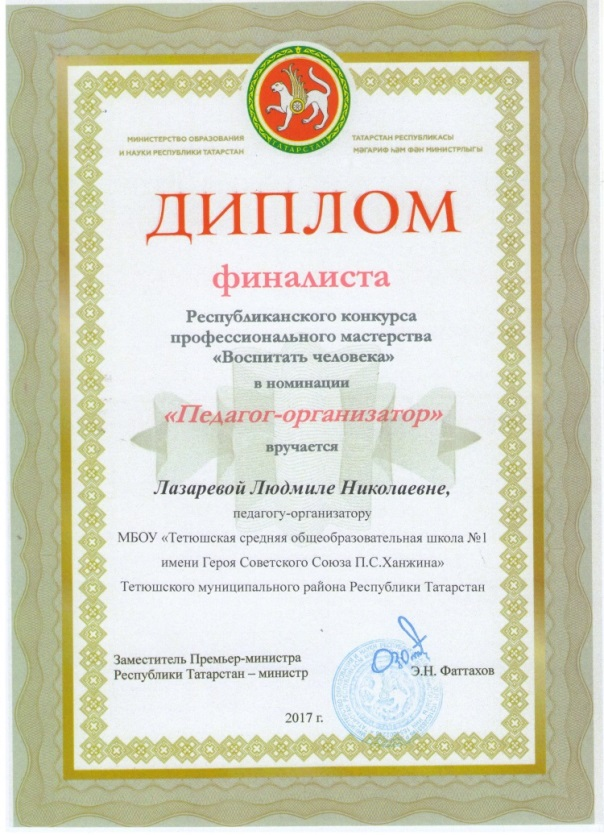 ТАТАРСТАН
МИНИСТЕРСТВО ОБРАЗОВАНИЯ
И НАУКИ РЕСПУБЛИКИ ТАТАРСТАН
ТАТАРСТАН РЕСПУБЛИКАСЫ
МӘГАРИФ ҺӘМ ФӘН МИНИСТРЛЫГЫ
ДИПЛОМ
финалиста
Республиканского конкурса
профессионального мастерства
«Воспитать человека»
в номинации
«Педагог-организатор»
вручается
Лазаревой Людмиле Николаевне,
педагогу-организатору
МБОУ «Тетюшская средняя общеобразовательная школа №1
имени Героя Советского Союза П.С.Ханжина»
Тетюшского муниципального района Республики Татарстан
Заместитель Премьер-министра
Республики Татарстан – министр
Э.Н. Фаттахов
2017 г.